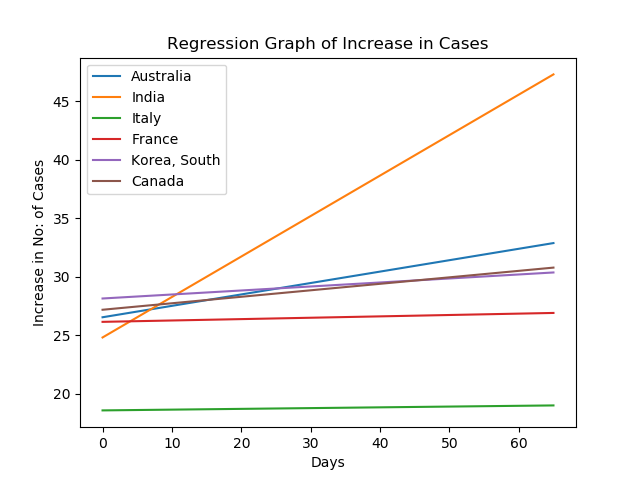 Regression Graph of Increase in Cases
Australia
India
Italy
France
Korea, South
Canada
Increase in No: of Cases
45
40
35
30
25
20
0 10 20 30 40 50 60
Days